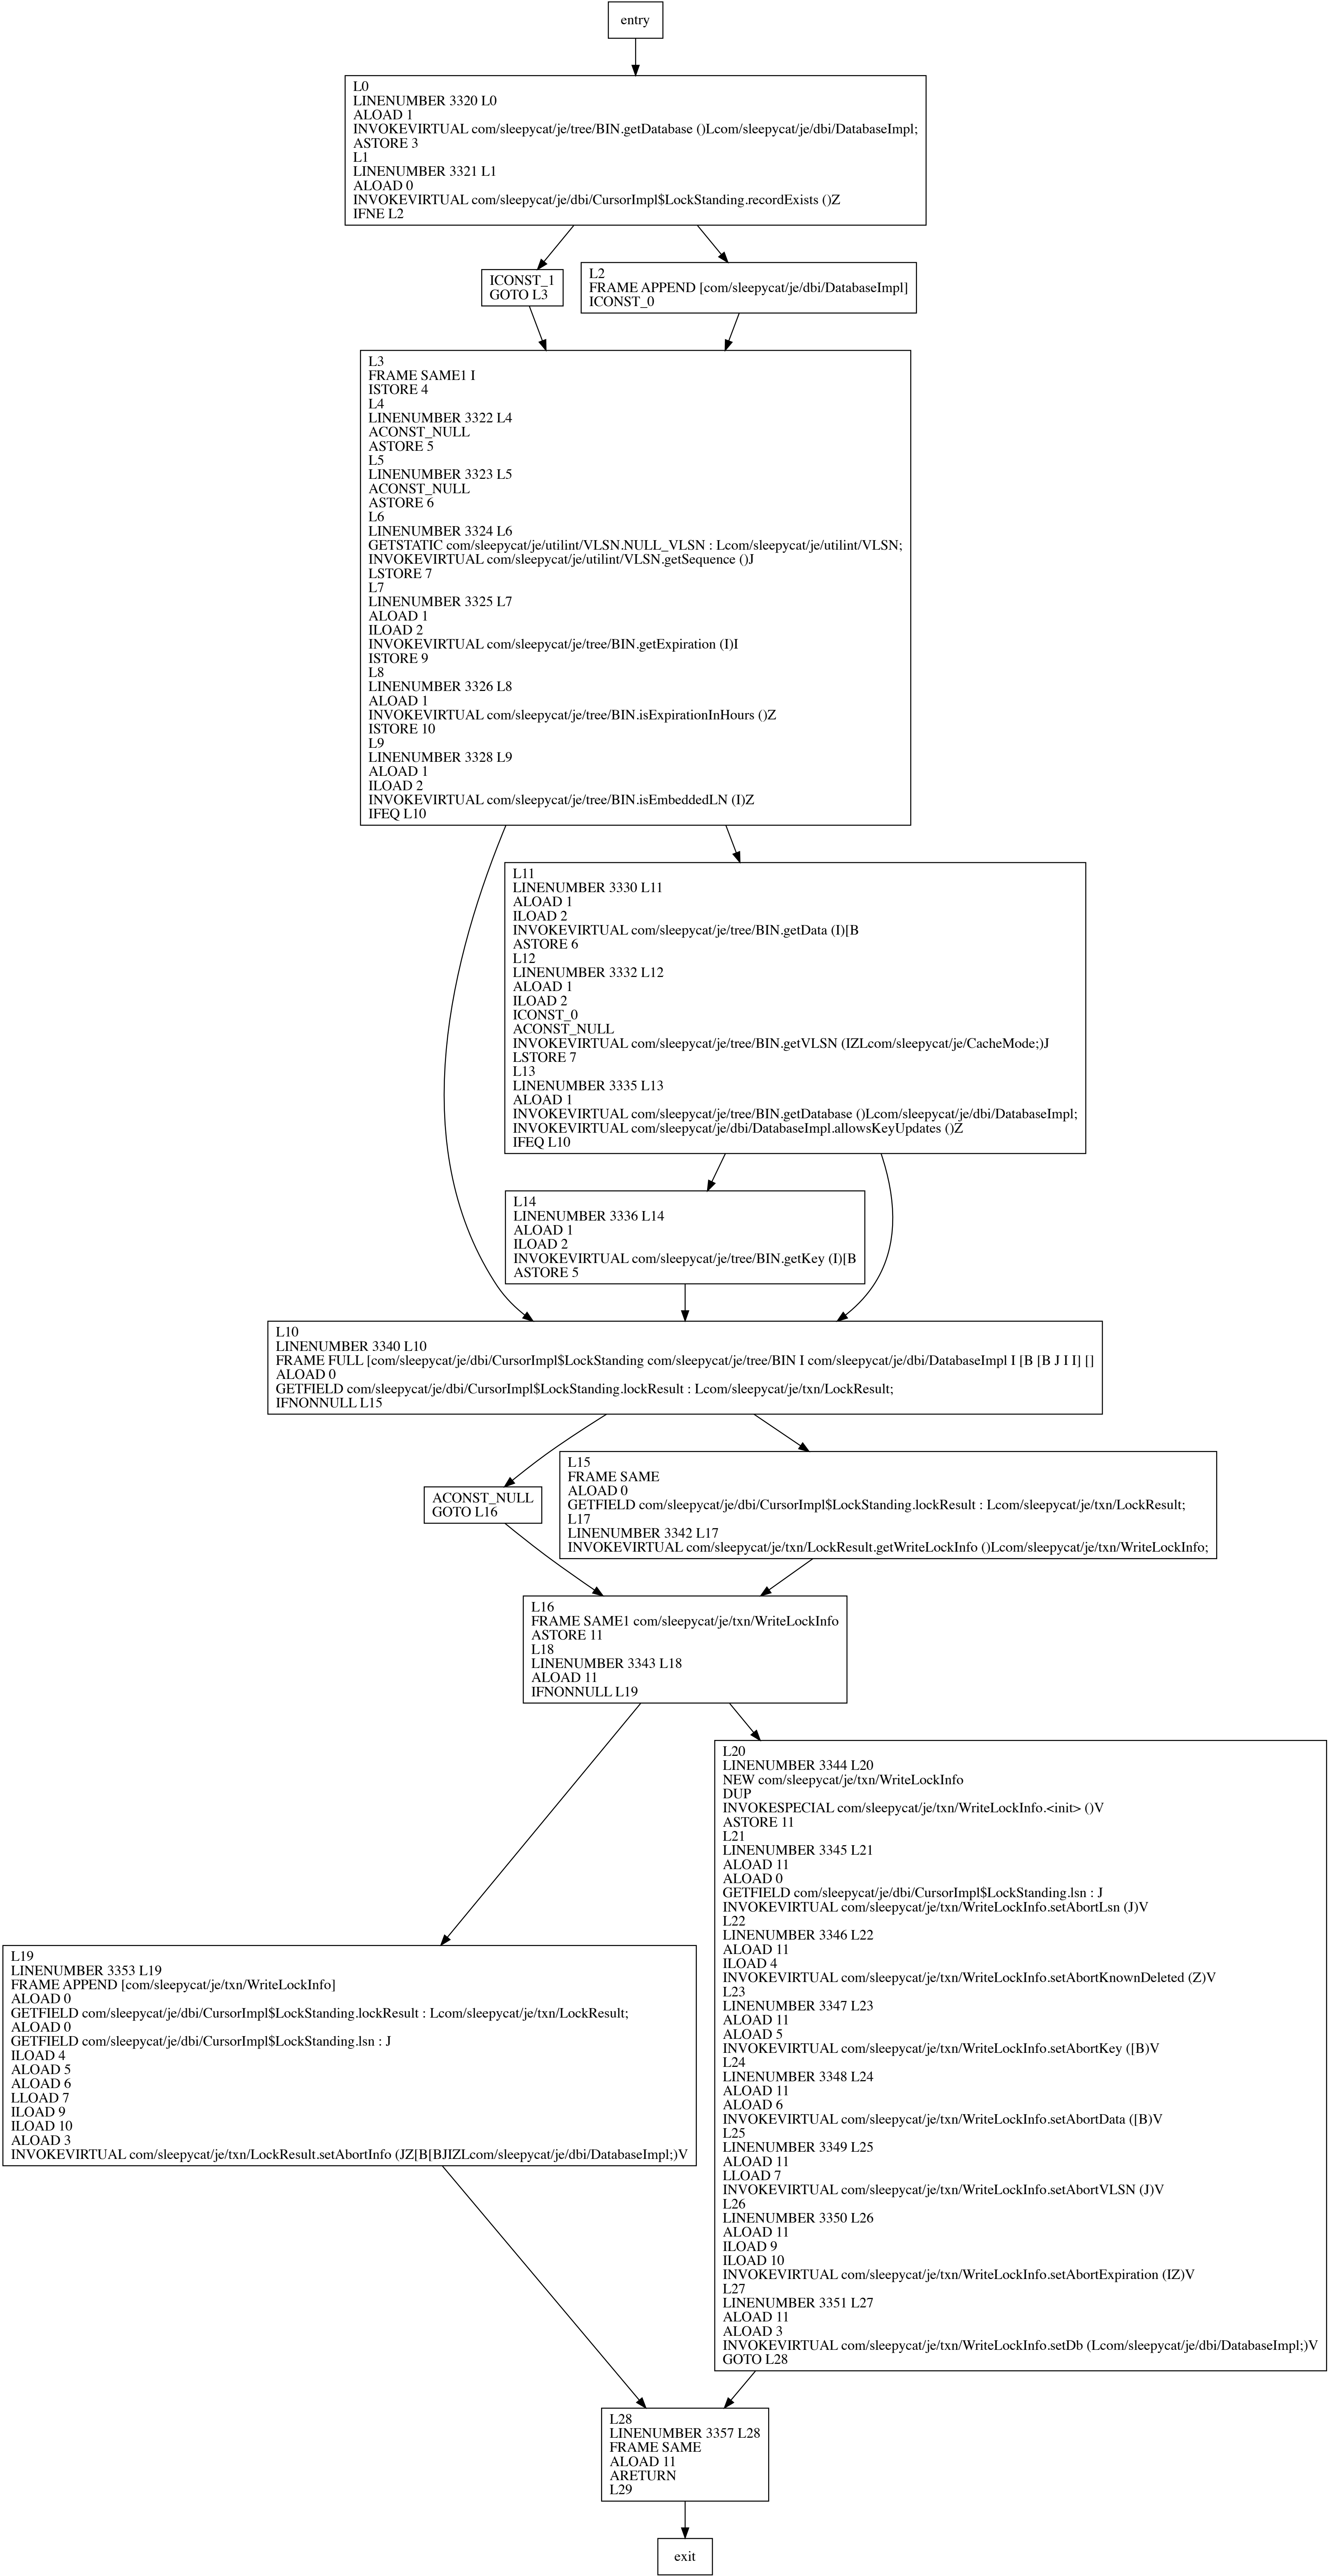 entry
L0
LINENUMBER 3320 L0
ALOAD 1
INVOKEVIRTUAL com/sleepycat/je/tree/BIN.getDatabase ()Lcom/sleepycat/je/dbi/DatabaseImpl;
ASTORE 3
L1
LINENUMBER 3321 L1
ALOAD 0
INVOKEVIRTUAL com/sleepycat/je/dbi/CursorImpl$LockStanding.recordExists ()Z
IFNE L2
ICONST_1
GOTO L3
L2
FRAME APPEND [com/sleepycat/je/dbi/DatabaseImpl]
ICONST_0
L3
FRAME SAME1 I
ISTORE 4
L4
LINENUMBER 3322 L4
ACONST_NULL
ASTORE 5
L5
LINENUMBER 3323 L5
ACONST_NULL
ASTORE 6
L6
LINENUMBER 3324 L6
GETSTATIC com/sleepycat/je/utilint/VLSN.NULL_VLSN : Lcom/sleepycat/je/utilint/VLSN;
INVOKEVIRTUAL com/sleepycat/je/utilint/VLSN.getSequence ()J
LSTORE 7
L7
LINENUMBER 3325 L7
ALOAD 1
ILOAD 2
INVOKEVIRTUAL com/sleepycat/je/tree/BIN.getExpiration (I)I
ISTORE 9
L8
LINENUMBER 3326 L8
ALOAD 1
INVOKEVIRTUAL com/sleepycat/je/tree/BIN.isExpirationInHours ()Z
ISTORE 10
L9
LINENUMBER 3328 L9
ALOAD 1
ILOAD 2
INVOKEVIRTUAL com/sleepycat/je/tree/BIN.isEmbeddedLN (I)Z
IFEQ L10
L11
LINENUMBER 3330 L11
ALOAD 1
ILOAD 2
INVOKEVIRTUAL com/sleepycat/je/tree/BIN.getData (I)[B
ASTORE 6
L12
LINENUMBER 3332 L12
ALOAD 1
ILOAD 2
ICONST_0
ACONST_NULL
INVOKEVIRTUAL com/sleepycat/je/tree/BIN.getVLSN (IZLcom/sleepycat/je/CacheMode;)J
LSTORE 7
L13
LINENUMBER 3335 L13
ALOAD 1
INVOKEVIRTUAL com/sleepycat/je/tree/BIN.getDatabase ()Lcom/sleepycat/je/dbi/DatabaseImpl;
INVOKEVIRTUAL com/sleepycat/je/dbi/DatabaseImpl.allowsKeyUpdates ()Z
IFEQ L10
L14
LINENUMBER 3336 L14
ALOAD 1
ILOAD 2
INVOKEVIRTUAL com/sleepycat/je/tree/BIN.getKey (I)[B
ASTORE 5
L10
LINENUMBER 3340 L10
FRAME FULL [com/sleepycat/je/dbi/CursorImpl$LockStanding com/sleepycat/je/tree/BIN I com/sleepycat/je/dbi/DatabaseImpl I [B [B J I I] []
ALOAD 0
GETFIELD com/sleepycat/je/dbi/CursorImpl$LockStanding.lockResult : Lcom/sleepycat/je/txn/LockResult;
IFNONNULL L15
ACONST_NULL
GOTO L16
L15
FRAME SAME
ALOAD 0
GETFIELD com/sleepycat/je/dbi/CursorImpl$LockStanding.lockResult : Lcom/sleepycat/je/txn/LockResult;
L17
LINENUMBER 3342 L17
INVOKEVIRTUAL com/sleepycat/je/txn/LockResult.getWriteLockInfo ()Lcom/sleepycat/je/txn/WriteLockInfo;
L16
FRAME SAME1 com/sleepycat/je/txn/WriteLockInfo
ASTORE 11
L18
LINENUMBER 3343 L18
ALOAD 11
IFNONNULL L19
L20
LINENUMBER 3344 L20
NEW com/sleepycat/je/txn/WriteLockInfo
DUP
INVOKESPECIAL com/sleepycat/je/txn/WriteLockInfo.<init> ()V
ASTORE 11
L21
LINENUMBER 3345 L21
ALOAD 11
ALOAD 0
GETFIELD com/sleepycat/je/dbi/CursorImpl$LockStanding.lsn : J
INVOKEVIRTUAL com/sleepycat/je/txn/WriteLockInfo.setAbortLsn (J)V
L22
LINENUMBER 3346 L22
ALOAD 11
ILOAD 4
INVOKEVIRTUAL com/sleepycat/je/txn/WriteLockInfo.setAbortKnownDeleted (Z)V
L23
LINENUMBER 3347 L23
ALOAD 11
ALOAD 5
INVOKEVIRTUAL com/sleepycat/je/txn/WriteLockInfo.setAbortKey ([B)V
L24
LINENUMBER 3348 L24
ALOAD 11
ALOAD 6
INVOKEVIRTUAL com/sleepycat/je/txn/WriteLockInfo.setAbortData ([B)V
L25
LINENUMBER 3349 L25
ALOAD 11
LLOAD 7
INVOKEVIRTUAL com/sleepycat/je/txn/WriteLockInfo.setAbortVLSN (J)V
L26
LINENUMBER 3350 L26
ALOAD 11
ILOAD 9
ILOAD 10
INVOKEVIRTUAL com/sleepycat/je/txn/WriteLockInfo.setAbortExpiration (IZ)V
L27
LINENUMBER 3351 L27
ALOAD 11
ALOAD 3
INVOKEVIRTUAL com/sleepycat/je/txn/WriteLockInfo.setDb (Lcom/sleepycat/je/dbi/DatabaseImpl;)V
GOTO L28
L19
LINENUMBER 3353 L19
FRAME APPEND [com/sleepycat/je/txn/WriteLockInfo]
ALOAD 0
GETFIELD com/sleepycat/je/dbi/CursorImpl$LockStanding.lockResult : Lcom/sleepycat/je/txn/LockResult;
ALOAD 0
GETFIELD com/sleepycat/je/dbi/CursorImpl$LockStanding.lsn : J
ILOAD 4
ALOAD 5
ALOAD 6
LLOAD 7
ILOAD 9
ILOAD 10
ALOAD 3
INVOKEVIRTUAL com/sleepycat/je/txn/LockResult.setAbortInfo (JZ[B[BJIZLcom/sleepycat/je/dbi/DatabaseImpl;)V
L28
LINENUMBER 3357 L28
FRAME SAME
ALOAD 11
ARETURN
L29
exit